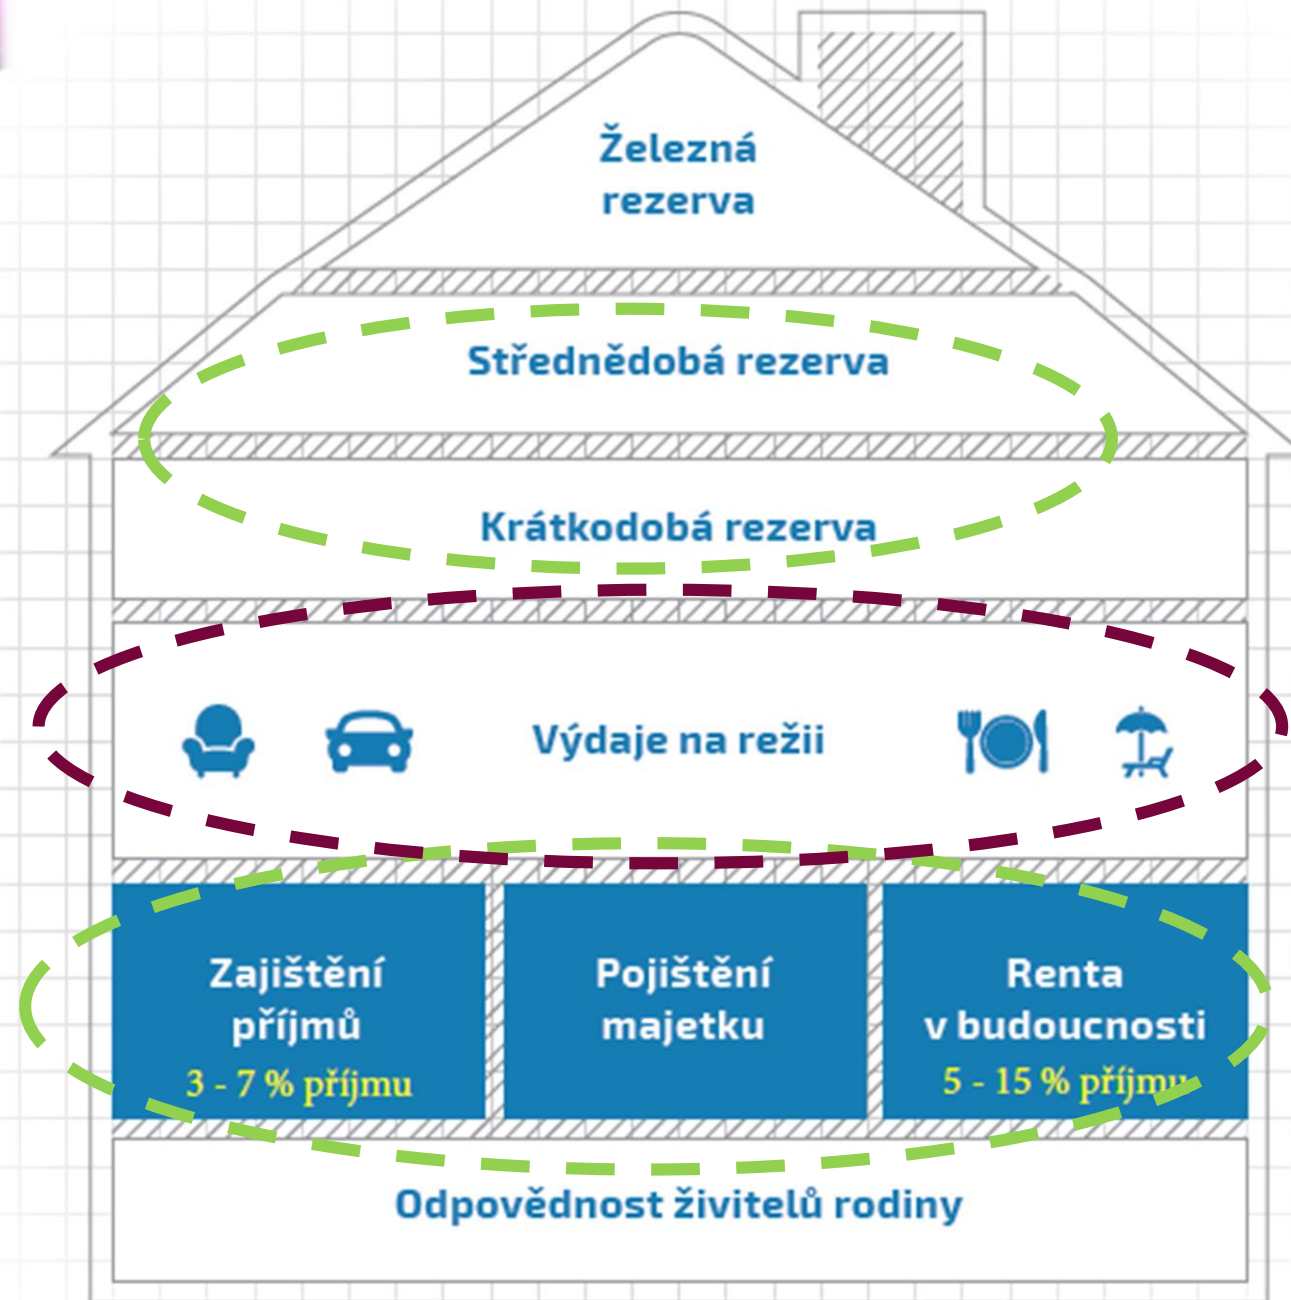 Železná
rezerva
Střednědobá rezerva
Krátkodobá rezerva
Výdaje na režii
Zajištění
příjmů
3 - 7 % příjmu
Pojištění
majetku
Renta
v budoucnosti
5 - 15 % příjmu
Odpovědnost živitelů rodiny